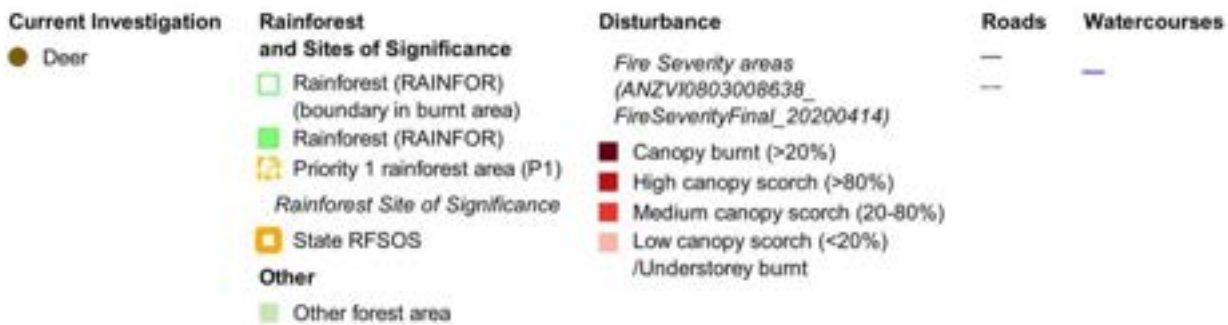 Current Investigation
Deer
Rainforest
and Sites of Significance
Rainforest (RAINFOR)
(boundary in burnt area)
Rainforest (RAINFOR)
Priority 1 rainforest area (P1)
Rainforest Site of Significance
State RFSOS
Other
Other forest area
Disturbance
Fire Severity areas
(ANZVI0803008638_
FireSeverityFinal_20200414)
Canopy burnt (>20%)
High canopy scorch (>80%)
Medium canopy scorch (20-80%)
Low canopy scorch (<20%)
/Understorey burnt
Roads
Watercourses